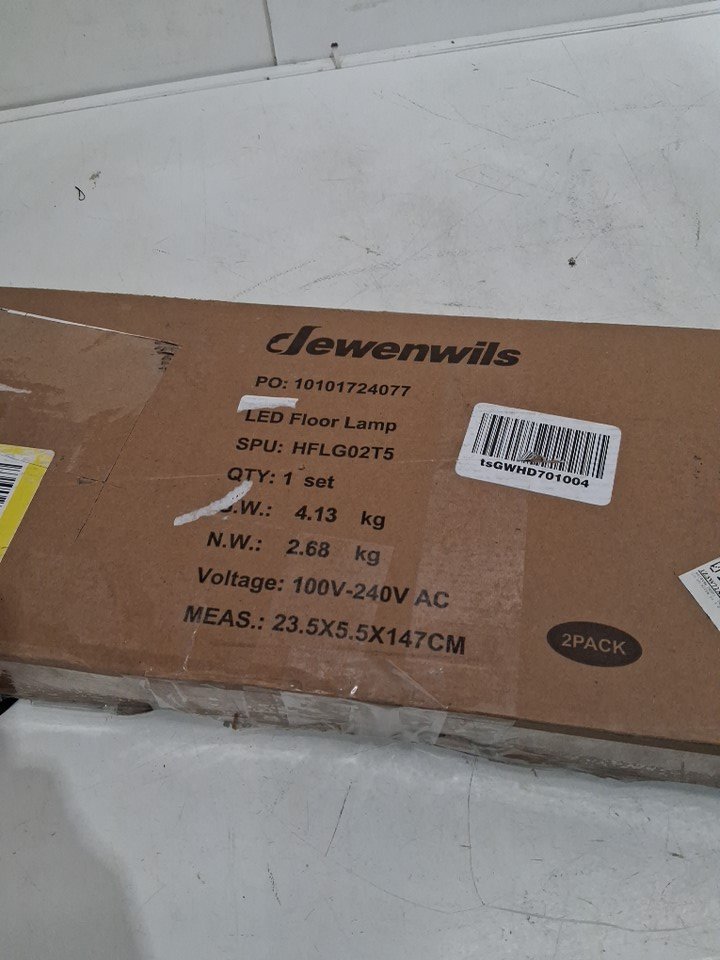 dewenwils
PO: 10101724077
LED Floor Lamp
SPU: HFLG02T5
QTY: 1 set
.W.: 4.13 kg
N.W.: 2.68 kg
Voltage: 100V-240V AC
MEAS.: 23.5X5.5X147CM
tsGWHD701004
2PACK